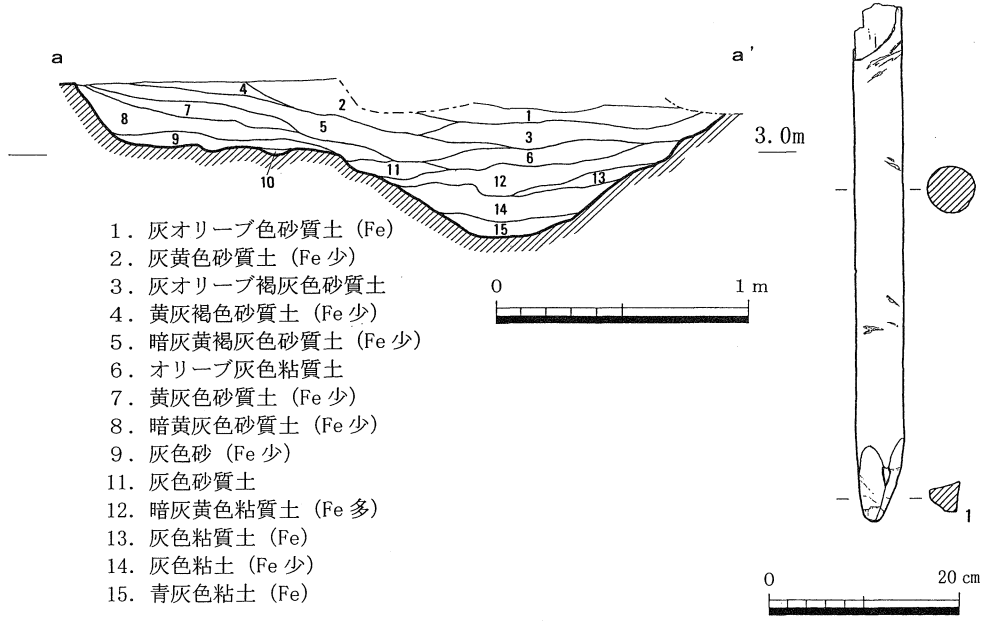 a
a'
4
2
7
1
8
5
3
9
6
11
12
13
10
14
15
3.0m
1．灰オリーブ色砂質土（Fe）
2．灰黄色砂質土（Fe少）
3．灰オリーブ褐灰色砂質土
4．黄灰褐色砂質土（Fe少）
5．暗灰黄褐灰色砂質土（Fe少）
6．オリーブ灰色粘質土
7．黄灰色砂質土（Fe少）
8．暗黄灰色砂質土（Fe少）
9．灰色砂（Fe少）
11．灰色砂質土
12．暗灰黄色粘質土（Fe多）
13．灰色粘質土（Fe）
14．灰色粘土（Fe少）
15．青灰色粘土（Fe）
0 1m
1
0 20cm